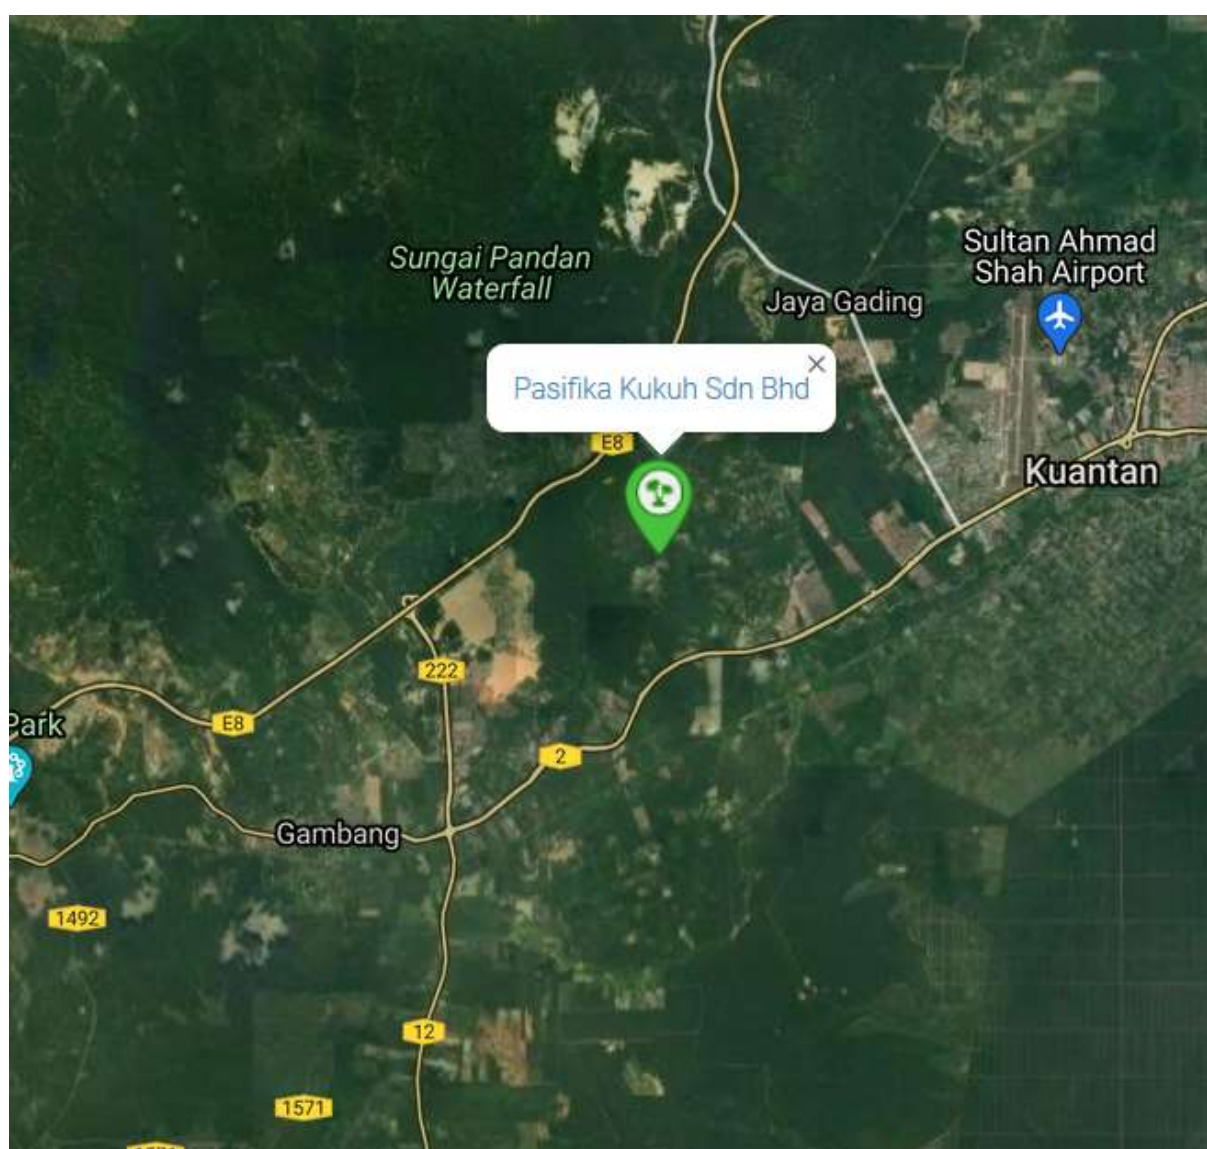 Sungai Pandan
Waterfall
Sultan Ahmad
Shah Airport
Jaya Gading
Pasifika Kukuh Sdn Bhd
E8
Kuantan
222
Park
E8
2
Gambang
1492
12
1571